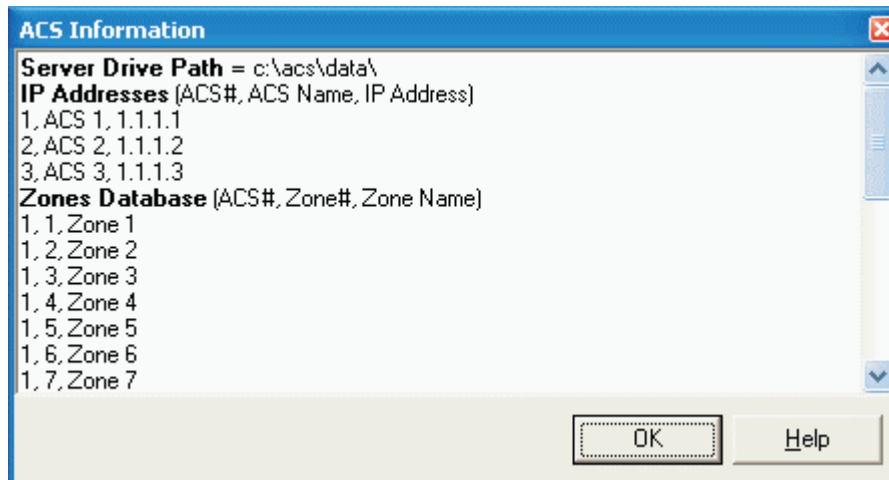 ACS Information
Server Drive Path = c:\acs\data\
IP Addresses (ACS#, ACS Name, IP Address)
1, ACS 1, 1.1.1.1
2, ACS 2, 1.1.1.2
3, ACS 3, 1.1.1.3
Zones Database (ACS#, Zone#, Zone Name)
1, 1, Zone 1
1, 2, Zone 2
1, 3, Zone 3
1, 4, Zone 4
1, 5, Zone 5
1, 6, Zone 6
1, 7, Zone 7
OK Help